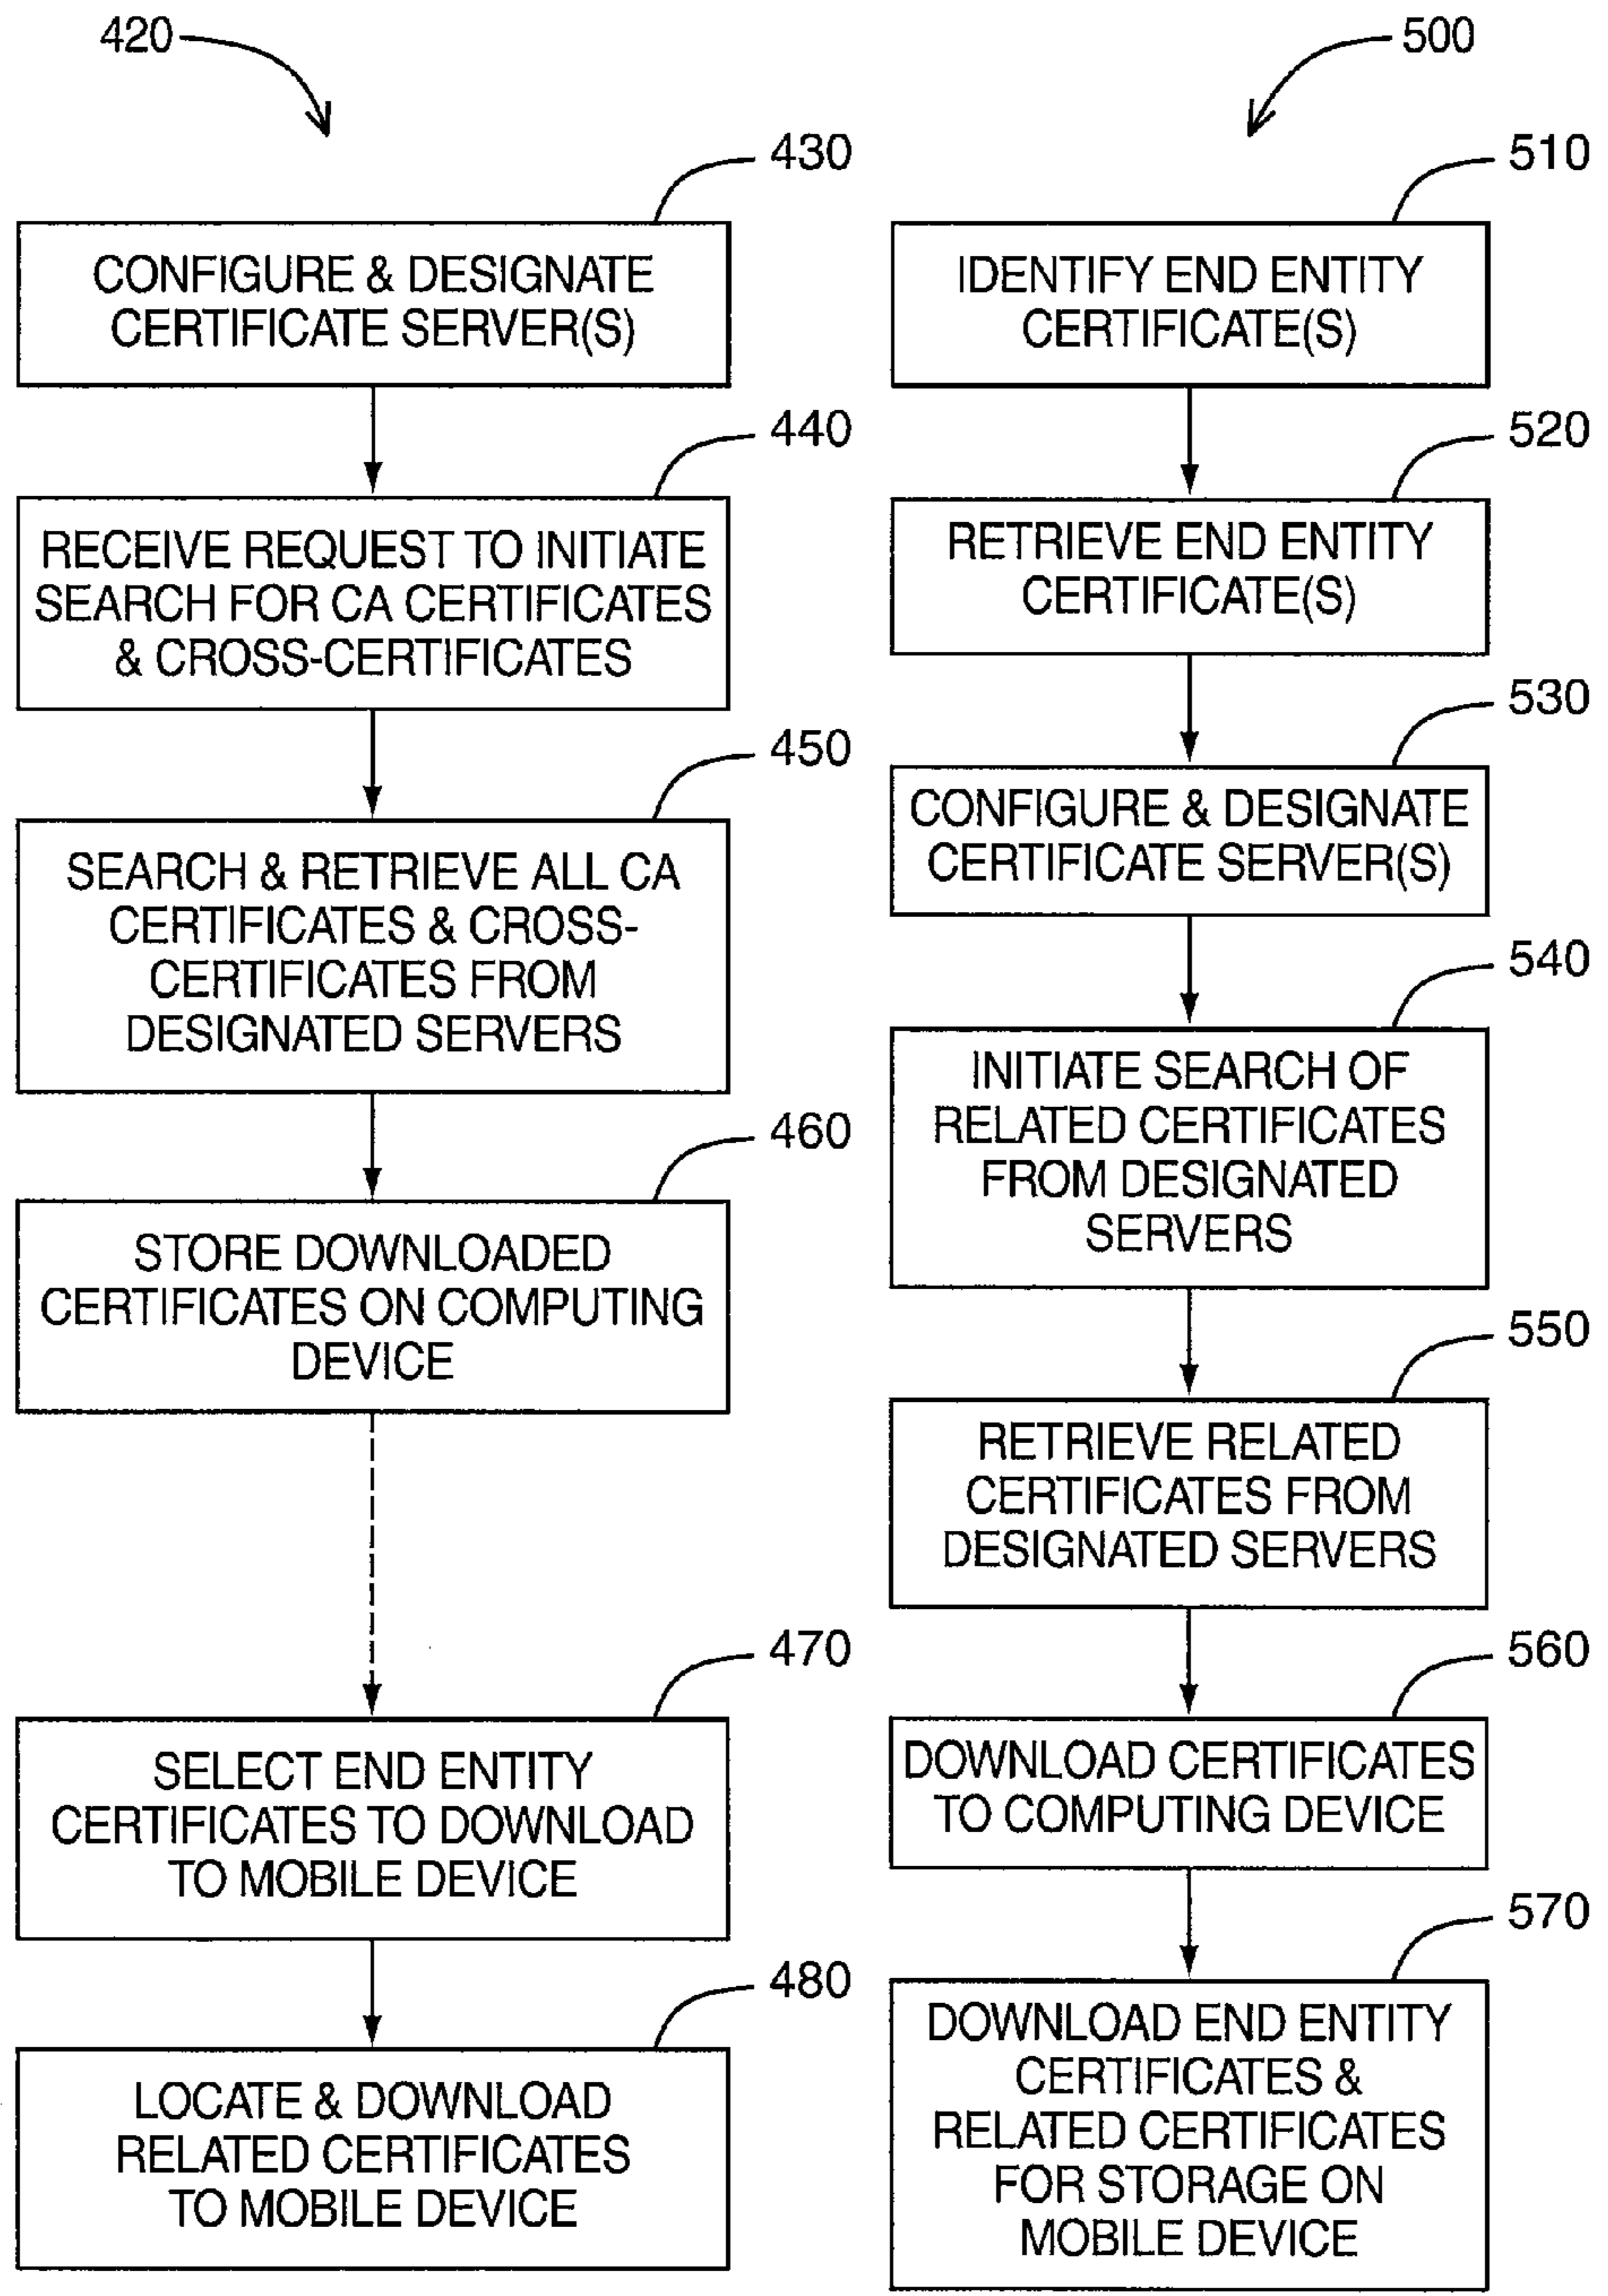 420
430
CONFIGURE & DESIGNATE
CERTIFICATE SERVER(S)
440
RECEIVE REQUEST TO INITIATE
SEARCH FOR CA CERTIFICATES
& CROSS-CERTIFICATES
450
SEARCH & RETRIEVE ALL CA
CERTIFICATES & CROSS-
CERTIFICATES FROM
DESIGNATED SERVERS
460
STORE DOWNLOADED
CERTIFICATES ON COMPUTING
DEVICE
470
SELECT END ENTITY
CERTIFICATES TO DOWNLOAD
TO MOBILE DEVICE
480
LOCATE & DOWNLOAD
RELATED CERTIFICATES
TO MOBILE DEVICE
500
510
IDENTIFY END ENTITY
CERTIFICATE(S)
520
RETRIEVE END ENTITY
CERTIFICATE(S)
530
CONFIGURE & DESIGNATE
CERTIFICATE SERVER(S)
540
INITIATE SEARCH OF
RELATED CERTIFICATES
FROM DESIGNATED
SERVERS
550
RETRIEVE RELATED
CERTIFICATES FROM
DESIGNATED SERVERS
560
DOWNLOAD CERTIFICATES
TO COMPUTING DEVICE
570
DOWNLOAD END ENTITY
CERTIFICATES &
RELATED CERTIFICATES
FOR STORAGE ON
MOBILE DEVICE